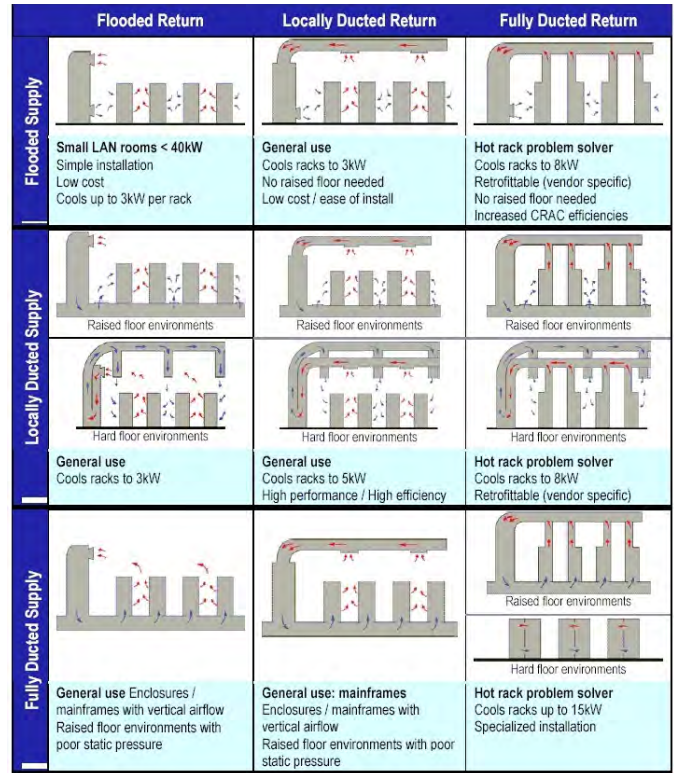 Flooded Return
Locally Ducted Return
Fully Ducted Return
Flooded Supply
Small LAN rooms < 40kW
Simple installation
Low cost
Cools up to 3kW per rack
General use
Cools racks to 3kW
No raised floor needed
Low cost / ease of install
Hot rack problem solver
Cools racks to 8kW
Retrofittable (vendor specific)
No raised floor needed
Increased CRAC efficiencies
Locally Ducted Supply
Raised floor environments
Raised floor environments
Raised floor environments
Hard floor environments
Hard floor environments
Hard floor environments
General use
Cools racks to 3kW
General use
Cools racks to 5kW
High performance / High efficiency
Hot rack problem solver
Cools racks to 8kW
Retrofittable (vendor specific)
Fully Ducted Supply
Raised floor environments
Hard floor environments
General use Enclosures /
mainframes with vertical airflow
Raised floor environments with
poor static pressure
General use: mainframes
Enclosures / mainframes with
vertical airflow
Raised floor environments with poor
static pressure
Hot rack problem solver
Cools racks up to 15kW
Specialized installation